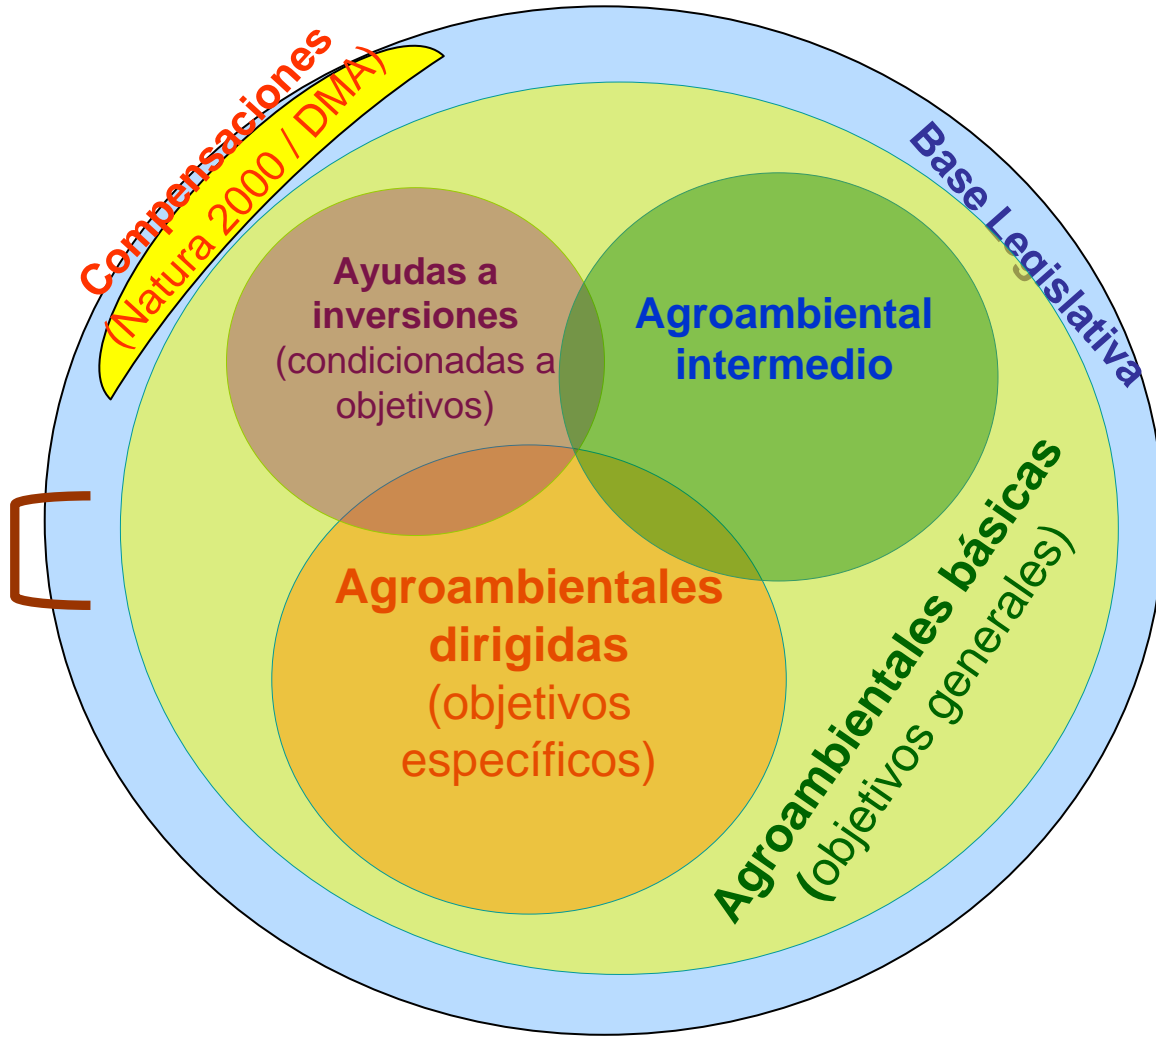 Compensaciones
(Natura 2000 / DMA)
Base Legislativa
Ayudas a
inversiones
(condicionadas a
objetivos)
Agroambiental
intermedio
Agroambientales
dirigidas
(objetivos
específicos)
Agroambientales básicas
(objetivos generales)